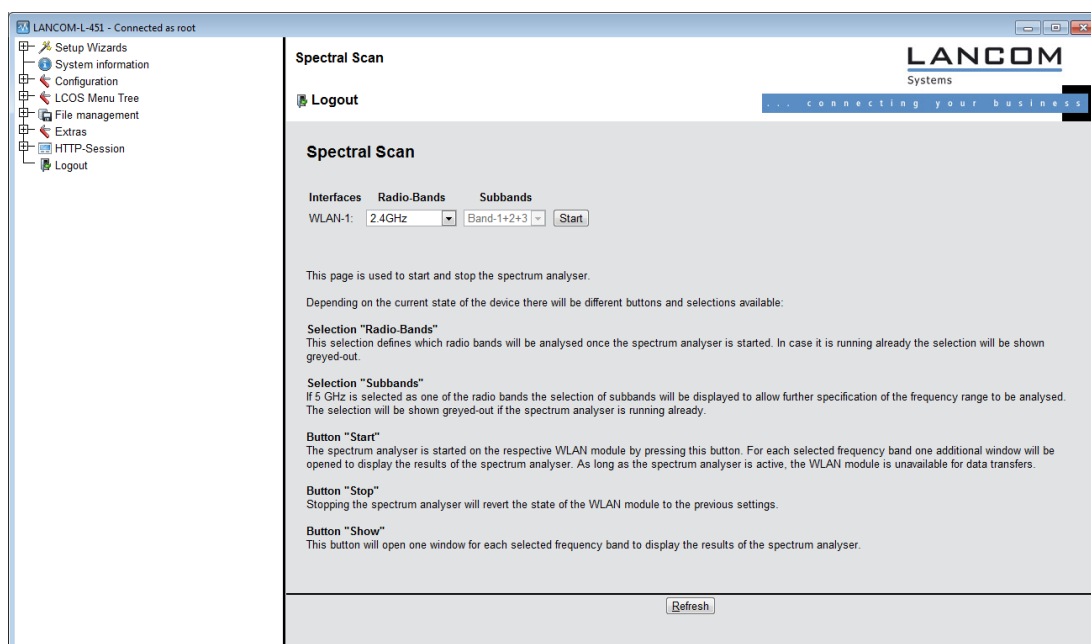 LANCOM-L-451 - Connected as root
Setup Wizards
System information
Configuration
LCOS Menu Tree
File management
Extras
HTTP-Session
Logout
Spectral Scan
LANCOM
Systems
Logout
... connecting your business
Spectral Scan
Interfaces Radio-Bands Subbands
WLAN-1: 2.4GHz Band-1+2+3 Start
This page is used to start and stop the spectrum analyser.
Depending on the current state of the device there will be different buttons and selections available:
Selection "Radio-Bands"
This selection defines which radio bands will be analysed once the spectrum analyser is started. In case it is running already the selection will be shown
greyed-out.
Selection "Subbands"
If 5 GHz is selected as one of the radio bands the selection of subbands will be displayed to allow further specification of the frequency range to be analysed.
The selection will be shown greyed-out if the spectrum analyser is running already.
Button "Start"
The spectrum analyser is started on the respective WLAN module by pressing this button. For each selected frequency band one additional window will be
opened to display the results of the spectrum analyser. As long as the spectrum analyser is active, the WLAN module is unavailable for data transfers.
Button "Stop"
Stopping the spectrum analyser will revert the state of the WLAN module to the previous settings.
Button "Show"
This button will open one window for each selected frequency band to display the results of the spectrum analyser.
Refresh